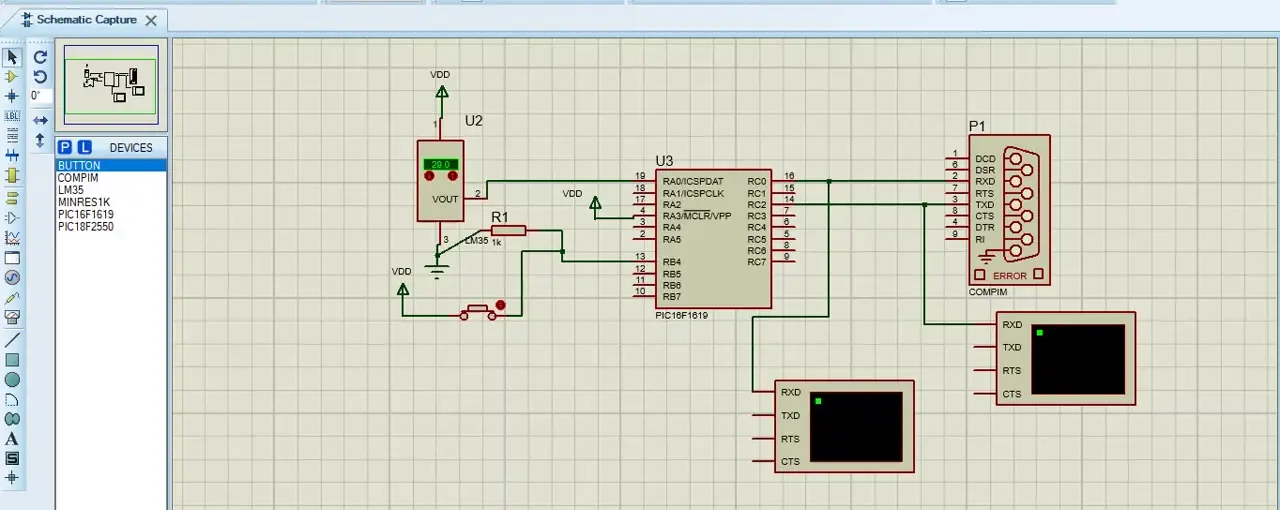 Schematic Capture
0°
LBL
P L DEVICES
BUTTON
COMPIM
LM35
MINRES1K
PIC16F1619
PIC18F2550
A
S
VDD
1
U2
29.0
VOUT
2
3
LM35
R1
1k
VDD
VDD
U3
19 RA0/ICSPDAT RC0 16
18 RA1/ICSPCLK RC1 15
17 RA2 RC2 14
4 RA3/MCLR/VPP RC3 7
3 RA4 RC4 6
2 RA5 RC5 5
RC6 8
13 RB4 RC7 9
12 RB5
11 RB6
10 RB7
PIC16F1619
P1
1 DCD
6 DSR
2 RXD
7 RTS
3 TXD
8 CTS
4 DTR
9 RI
ERROR
COMPIM
RXD
TXD
RTS
CTS
RXD
TXD
RTS
CTS